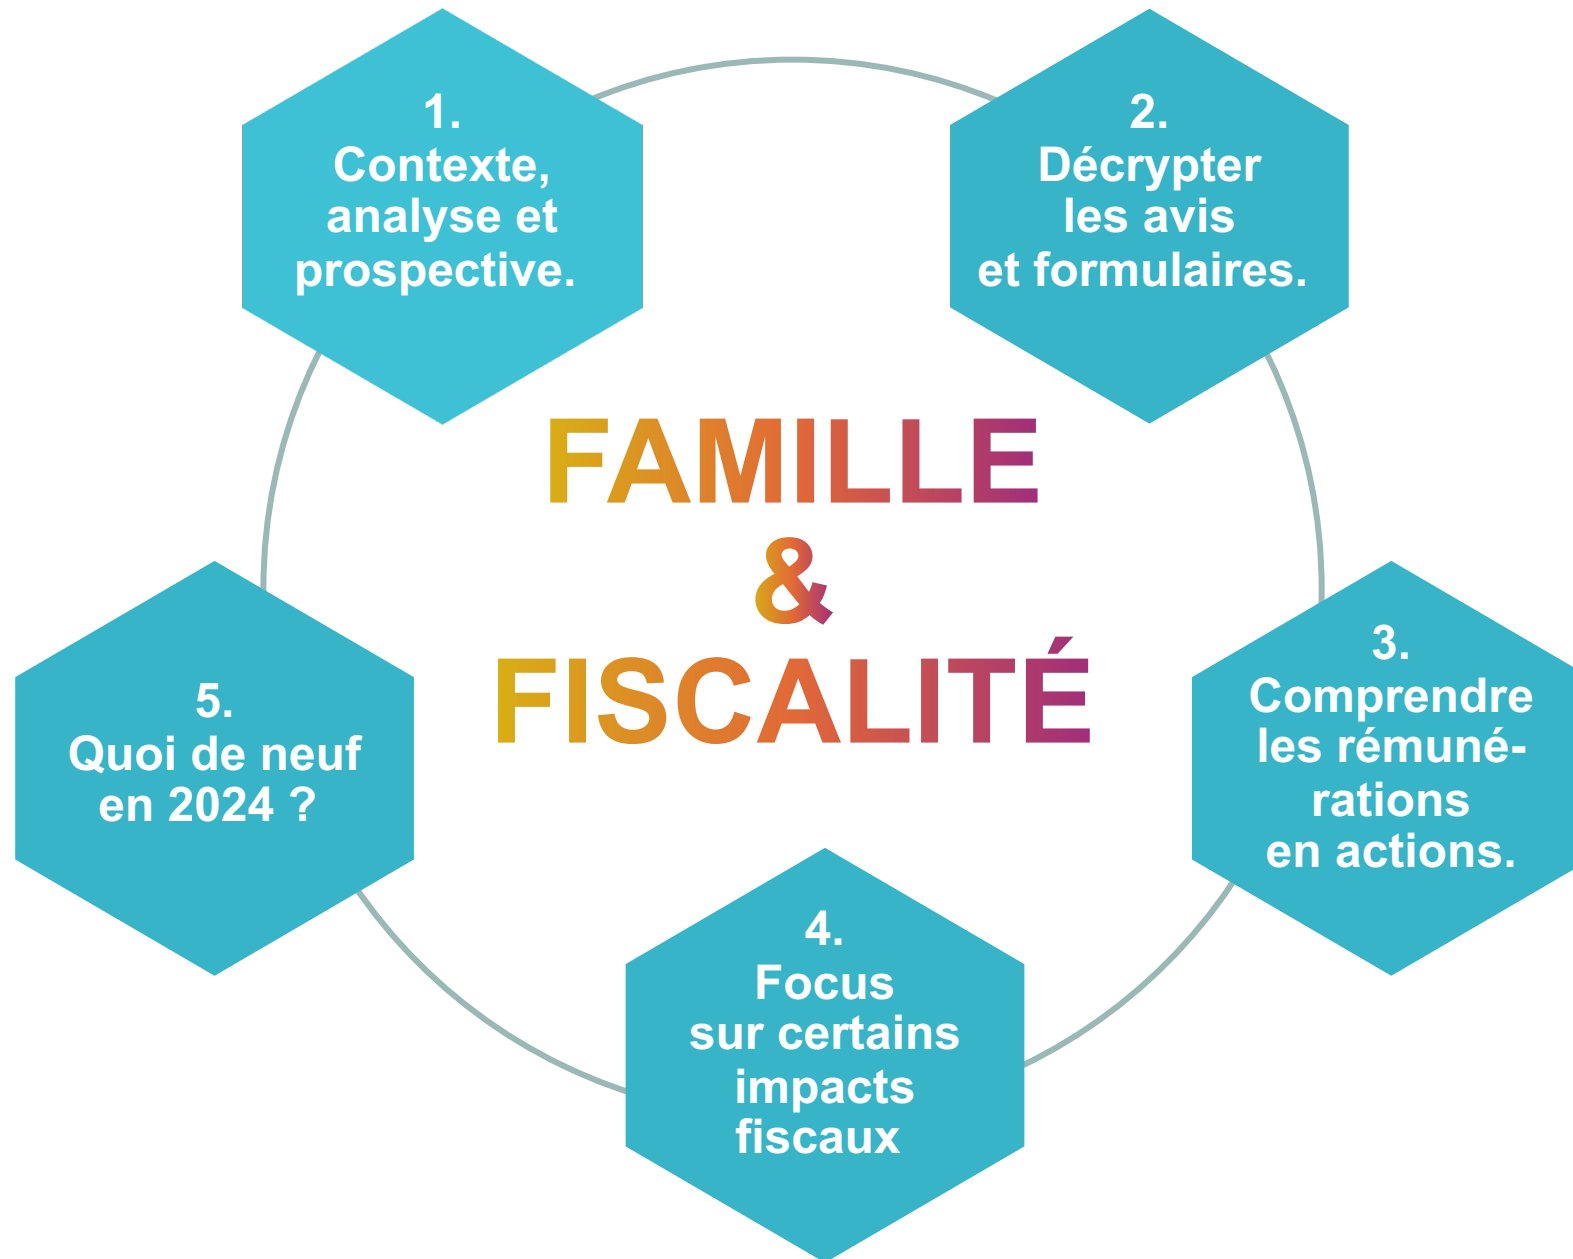 1.
Contexte,
analyse et
prospective.
2.
Décrypter
les avis
et formulaires.
FAMILLE
&
FISCALITÉ
3.
Comprendre
les rémuné-
rations
en actions.
4.
Focus
sur certains
impacts
fiscaux
5.
Quoi de neuf
en 2024 ?